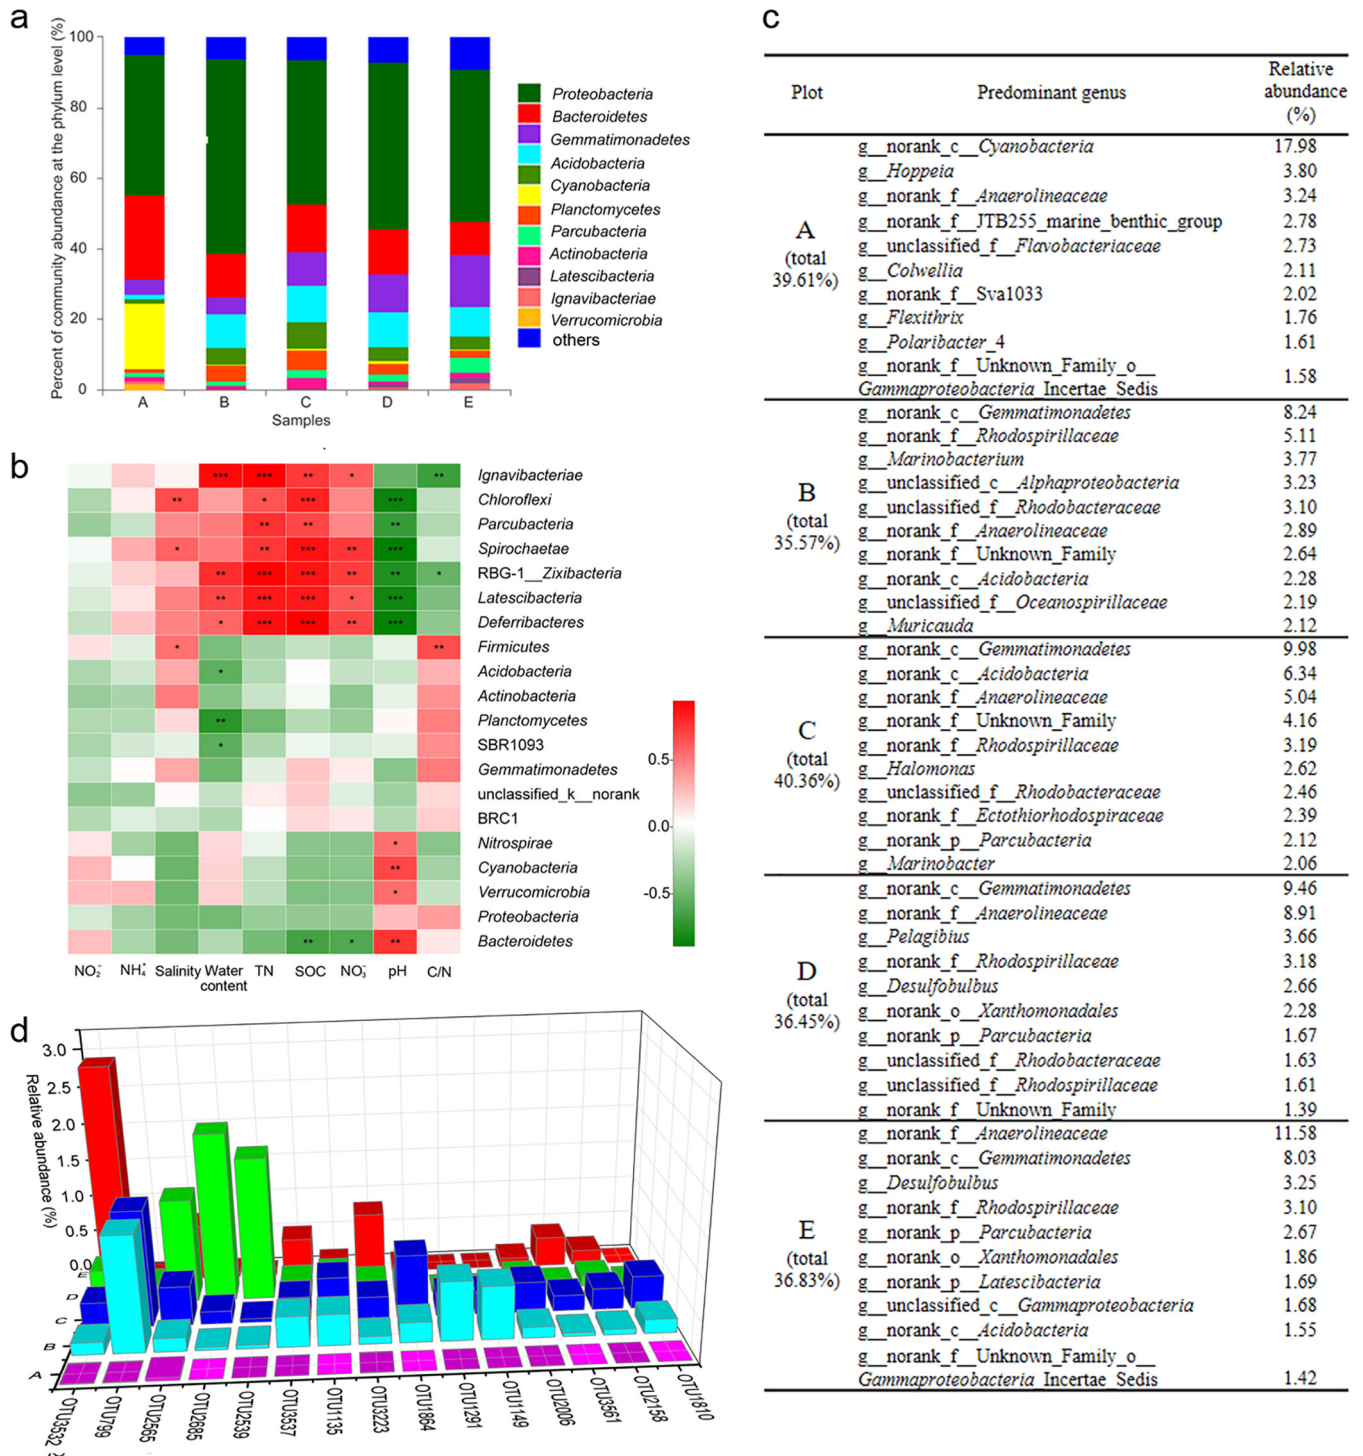 a
Percent of community abundance at the phylum level (%)
100
80
60
40
20
0
A B C D E
Samples
Proteobacteria
Bacteroidetes
Gemmatimonadetes
Acidobacteria
Cyanobacteria
Planctomycetes
Parcubacteria
Actinobacteria
Latescibacteria
Ignavibacteriae
Verrucomicrobia
others
b
*** *** ** * ** Ignavibacteriae
** * *** *** Chloroflexi
** ** ** Parcubacteria
* ** *** ** *** Spirochaetae
** *** *** ** ** * RBG-1__Zixibacteria
** *** *** * *** Latescibacteria
* *** *** ** *** Deferribacteres
* ** Firmicutes
* Acidobacteria
Actinobacteria
** Planctomycetes
* SBR1093
Gemmatimonadetes
unclassified_k__norank
BRC1
* Nitrospirae
** Cyanobacteria
* Verrucomicrobia
Proteobacteria
** * ** Bacteroidetes
NO₂⁻ NH₄⁺ Salinity Water content TN SOC NO₃⁻ pH C/N
0.5
0.0
-0.5
c
Plot Predominant genus Relative abundance (%)
A
(total
39.61%)
g__norank_c__Cyanobacteria 17.98
g__Hoppeia 3.80
g__norank_f__Anaerolineaceae 3.24
g__norank_f__JTB255_marine_benthic_group 2.78
g__unclassified_f__Flavobacteriaceae 2.73
g__Colwellia 2.11
g__norank_f__Sva1033 2.02
g__Flexithrix 1.76
g__Polaribacter_4 1.61
g__norank_f__Unknown_Family_o__
Gammaproteobacteria_Incertae_Sedis 1.58
B
(total
35.57%)
g__norank_c__Gemmatimonadetes 8.24
g__norank_f__Rhodospirillaceae 5.11
g__Marinobacterium 3.77
g__unclassified_c__Alphaproteobacteria 3.23
g__unclassified_f__Rhodobacteraceae 3.10
g__norank_f__Anaerolineaceae 2.89
g__norank_f__Unknown_Family 2.64
g__norank_c__Acidobacteria 2.28
g__unclassified_f__Oceanospirillaceae 2.19
g__Muricauda 2.12
C
(total
40.36%)
g__norank_c__Gemmatimonadetes 9.98
g__norank_c__Acidobacteria 6.34
g__norank_f__Anaerolineaceae 5.04
g__norank_f__Unknown_Family 4.16
g__norank_f__Rhodospirillaceae 3.19
g__Halomonas 2.62
g__unclassified_f__Rhodobacteraceae 2.46
g__norank_f__Ectothiorhodospiraceae 2.39
g__norank_p__Parcubacteria 2.12
g__Marinobacter 2.06
D
(total
36.45%)
g__norank_c__Gemmatimonadetes 9.46
g__norank_f__Anaerolineaceae 8.91
g__Pelagibius 3.66
g__norank_f__Rhodospirillaceae 3.18
g__Desulfobulbus 2.66
g__norank_o__Xanthomonadales 2.28
g__norank_p__Parcubacteria 1.67
g__unclassified_f__Rhodobacteraceae 1.63
g__unclassified_f__Rhodospirillaceae 1.61
g__norank_f__Unknown_Family 1.39
E
(total
36.83%)
g__norank_f__Anaerolineaceae 11.58
g__norank_c__Gemmatimonadetes 8.03
g__Desulfobulbus 3.25
g__norank_f__Rhodospirillaceae 3.10
g__norank_p__Parcubacteria 2.67
g__norank_o__Xanthomonadales 1.86
g__norank_p__Latescibacteria 1.69
g__unclassified_c__Gammaproteobacteria 1.68
g__norank_c__Acidobacteria 1.55
g__norank_f__Unknown_Family_o__
Gammaproteobacteria_Incertae_Sedis 1.42
d
Relative abundance (%)
3.0
2.5
2.0
1.5
1.0
0.5
0.0
E
D
C
B
A
OTU3532
OTU799
OTU2565
OTU2685
OTU2539
OTU3537
OTU1135
OTU3223
OTU1864
OTU1291
OTU1149
OTU2006
OTU3561
OTU2158
OTU1810